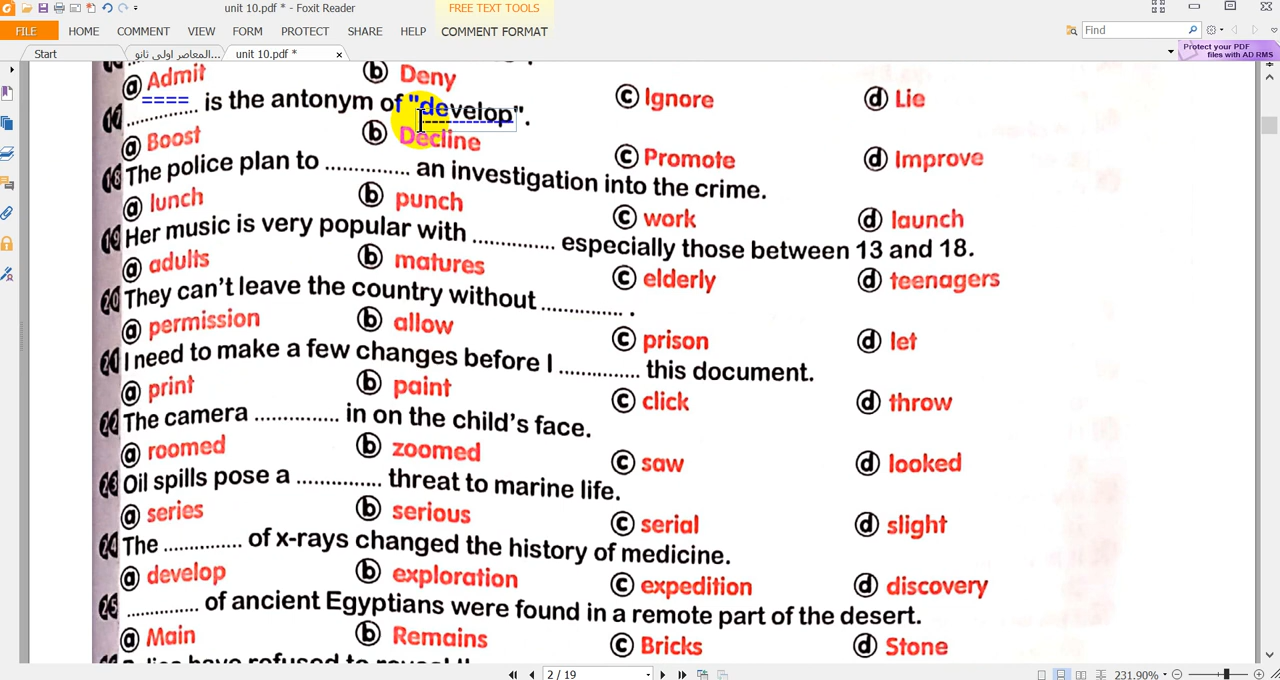 unit 10.pdf * - Foxit Reader
FREE TEXT TOOLS
FILE HOME COMMENT VIEW FORM PROTECT SHARE HELP COMMENT FORMAT
Find
Start
المعاصر اولى ثانو...
unit 10.pdf *
Protect your PDF
files with AD RMS
a Admit b Deny c Ignore d Lie
17 ............ is the antonym of "develop".
a Boost b Decline c Promote d Improve
18 The police plan to ............ an investigation into the crime.
a lunch b punch c work d launch
19 Her music is very popular with ............ especially those between 13 and 18.
a adults b matures c elderly d teenagers
20 They can't leave the country without ............ .
a permission b allow c prison d let
21 I need to make a few changes before I ............ this document.
a print b paint c click d throw
22 The camera ............ in on the child's face.
a roomed b zoomed c saw d looked
23 Oil spills pose a ............ threat to marine life.
a series b serious c serial d slight
24 The ............ of x-rays changed the history of medicine.
a develop b exploration c expedition d discovery
25 ............ of ancient Egyptians were found in a remote part of the desert.
a Main b Remains c Bricks d Stone
have refused to reveal
2 / 19
231.90%